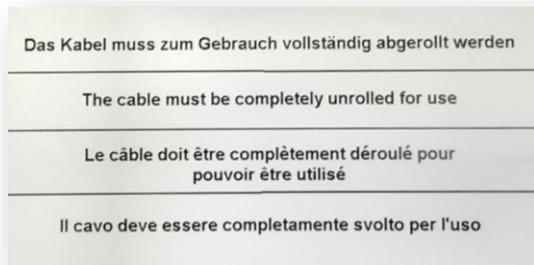 Das Kabel muss zum Gebrauch vollständig abgerollt werden
The cable must be completely unrolled for use
Le câble doit être complètement déroulé pour
pouvoir être utilisé
Il cavo deve essere completamente svolto per l'uso